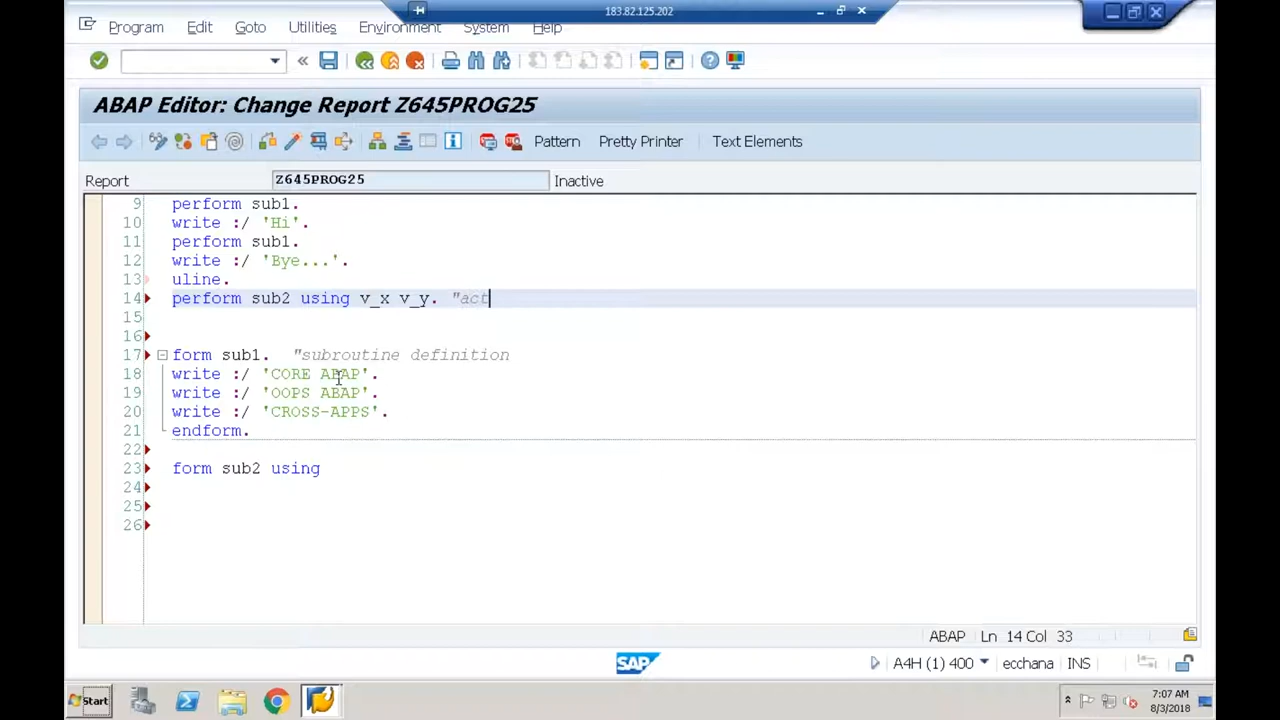 183.82.125.202
Program Edit Goto Utilities Environment System Help
ABAP Editor: Change Report Z645PROG25
Pattern Pretty Printer Text Elements
Report Z645PROG25 Inactive
9 perform sub1.
10 write :/ 'Hi'.
11 perform sub1.
12 write :/ 'Bye...'.
13 uline.
14 perform sub2 using v_x v_y. "act
15
16
17 form sub1. "subroutine definition
18 write :/ 'CORE ABAP'.
19 write :/ 'OOPS ABAP'.
20 write :/ 'CROSS-APPS'.
21 endform.
22
23 form sub2 using
24
25
26
ABAP Ln 14 Col 33
SAP A4H (1) 400 ecchana INS
Start 7:07 AM
8/3/2018